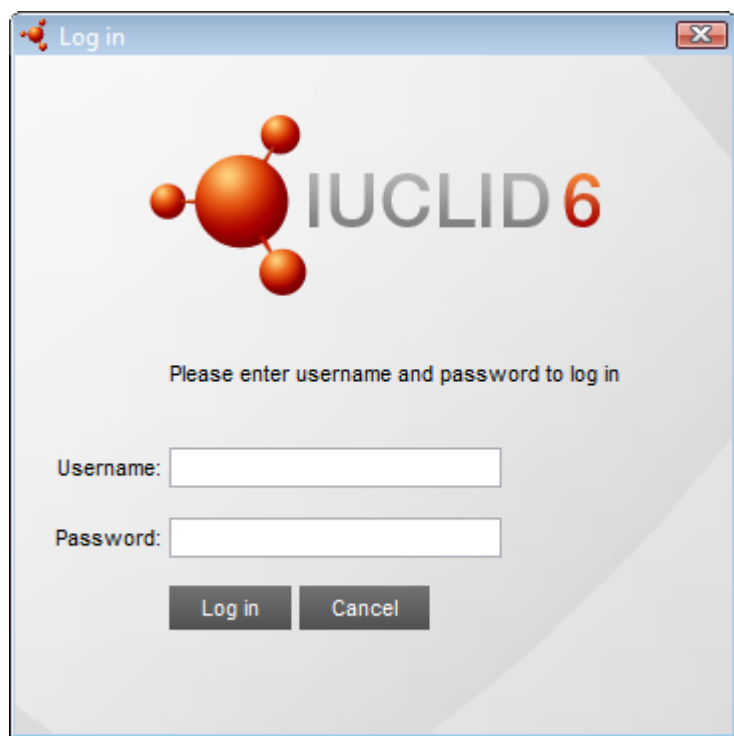 Log in
IUCLID 6
Please enter username and password to log in
Username:
Password:
Log in Cancel